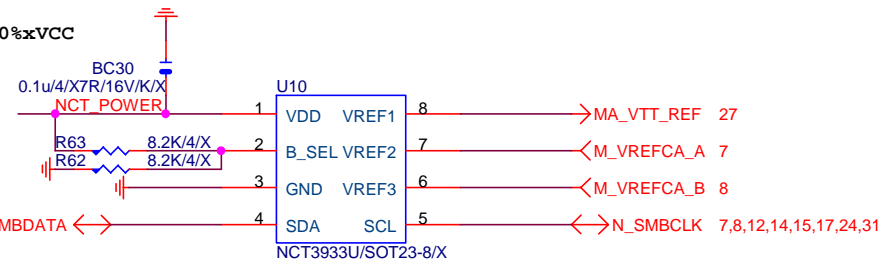 0%xVCC
BC30
0.1u/4/X7R/16V/K/X
U10
NCT_POWER 1 VDD VREF1 8 MA_VTT_REF 27
R63 8.2K/4/X 2 B_SEL VREF2 7 M_VREFCA_A 7
R62 8.2K/4/X
3 GND VREF3 6 M_VREFCA_B 8
MBDATA 4 SDA SCL 5 N_SMBCLK 7,8,12,14,15,17,24,31
NCT3933U/SOT23-8/X